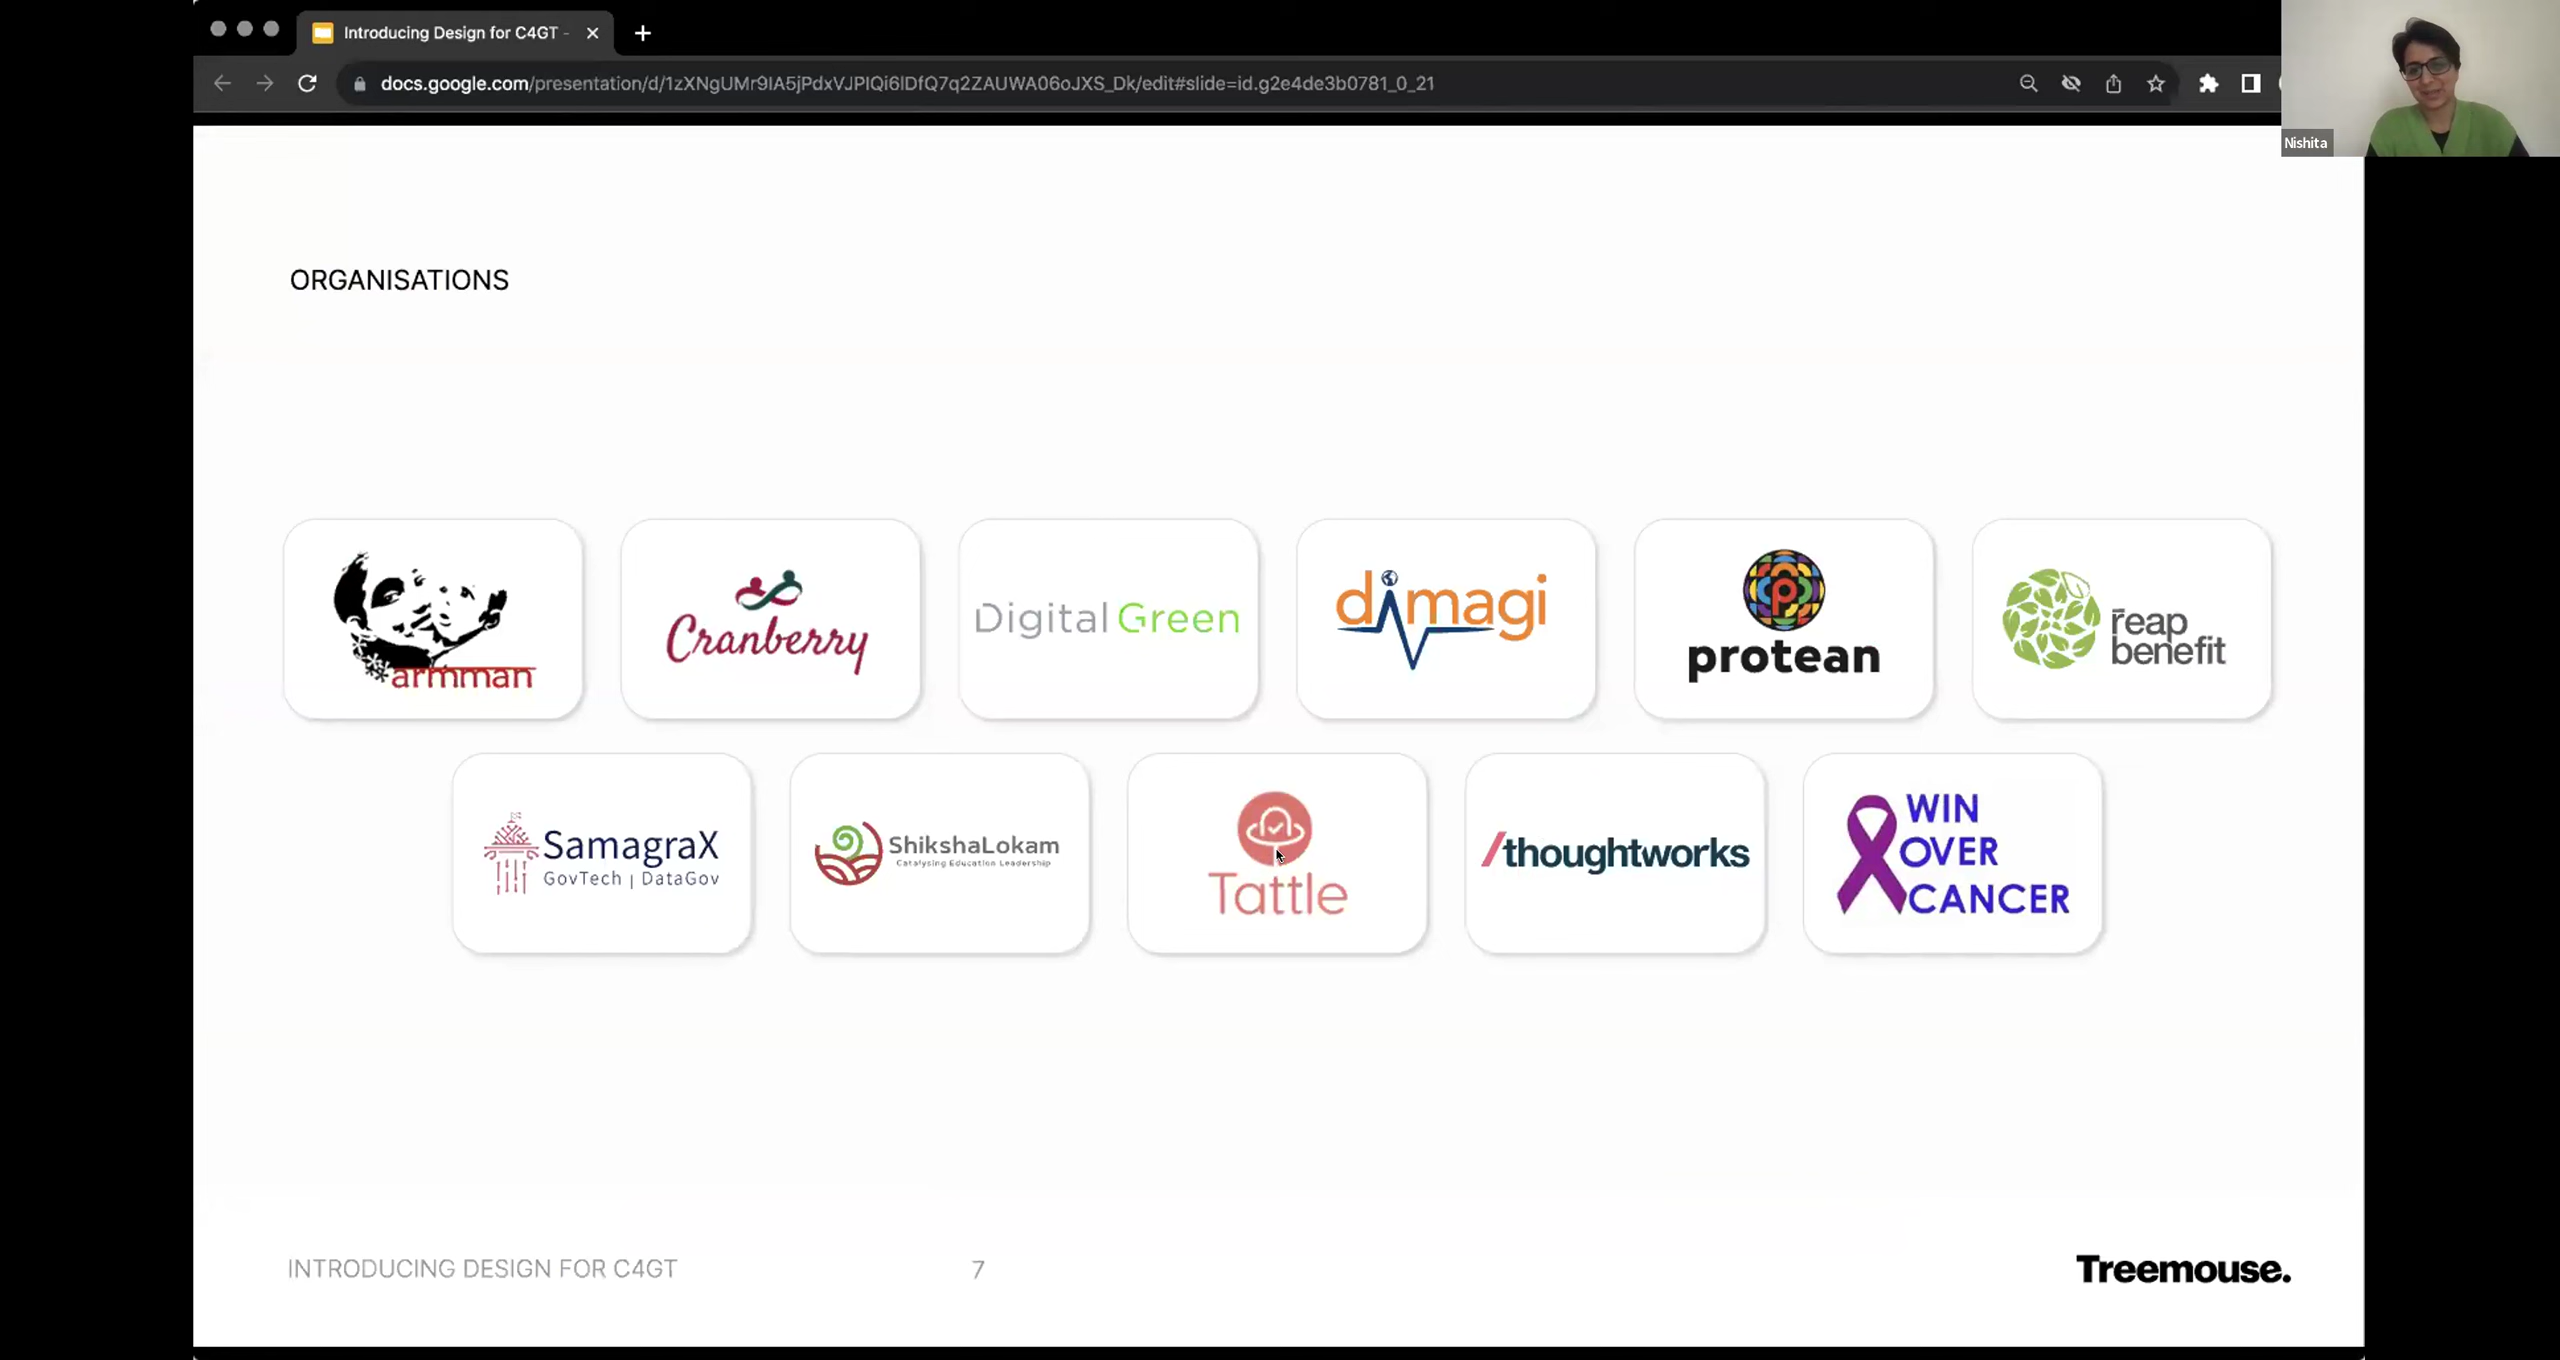 Introducing Design for C4GT -
docs.google.com/presentation/d/1zXNgUMr9IA5jPdxVJPIQi6lDfQ7q2ZAUWA06oJXS_Dk/edit#slide=id.g2e4de3b0781_0_21
Nishita
ORGANISATIONS
armman
Cranberry
Digital Green
dimagi
p
protean
reap
benefit
SamagraX
GovTech | DataGov
ShikshaLokam
Catalysing Education Leadership
Tattle
/thoughtworks
WIN
OVER
CANCER
INTRODUCING DESIGN FOR C4GT
7
Treemouse.